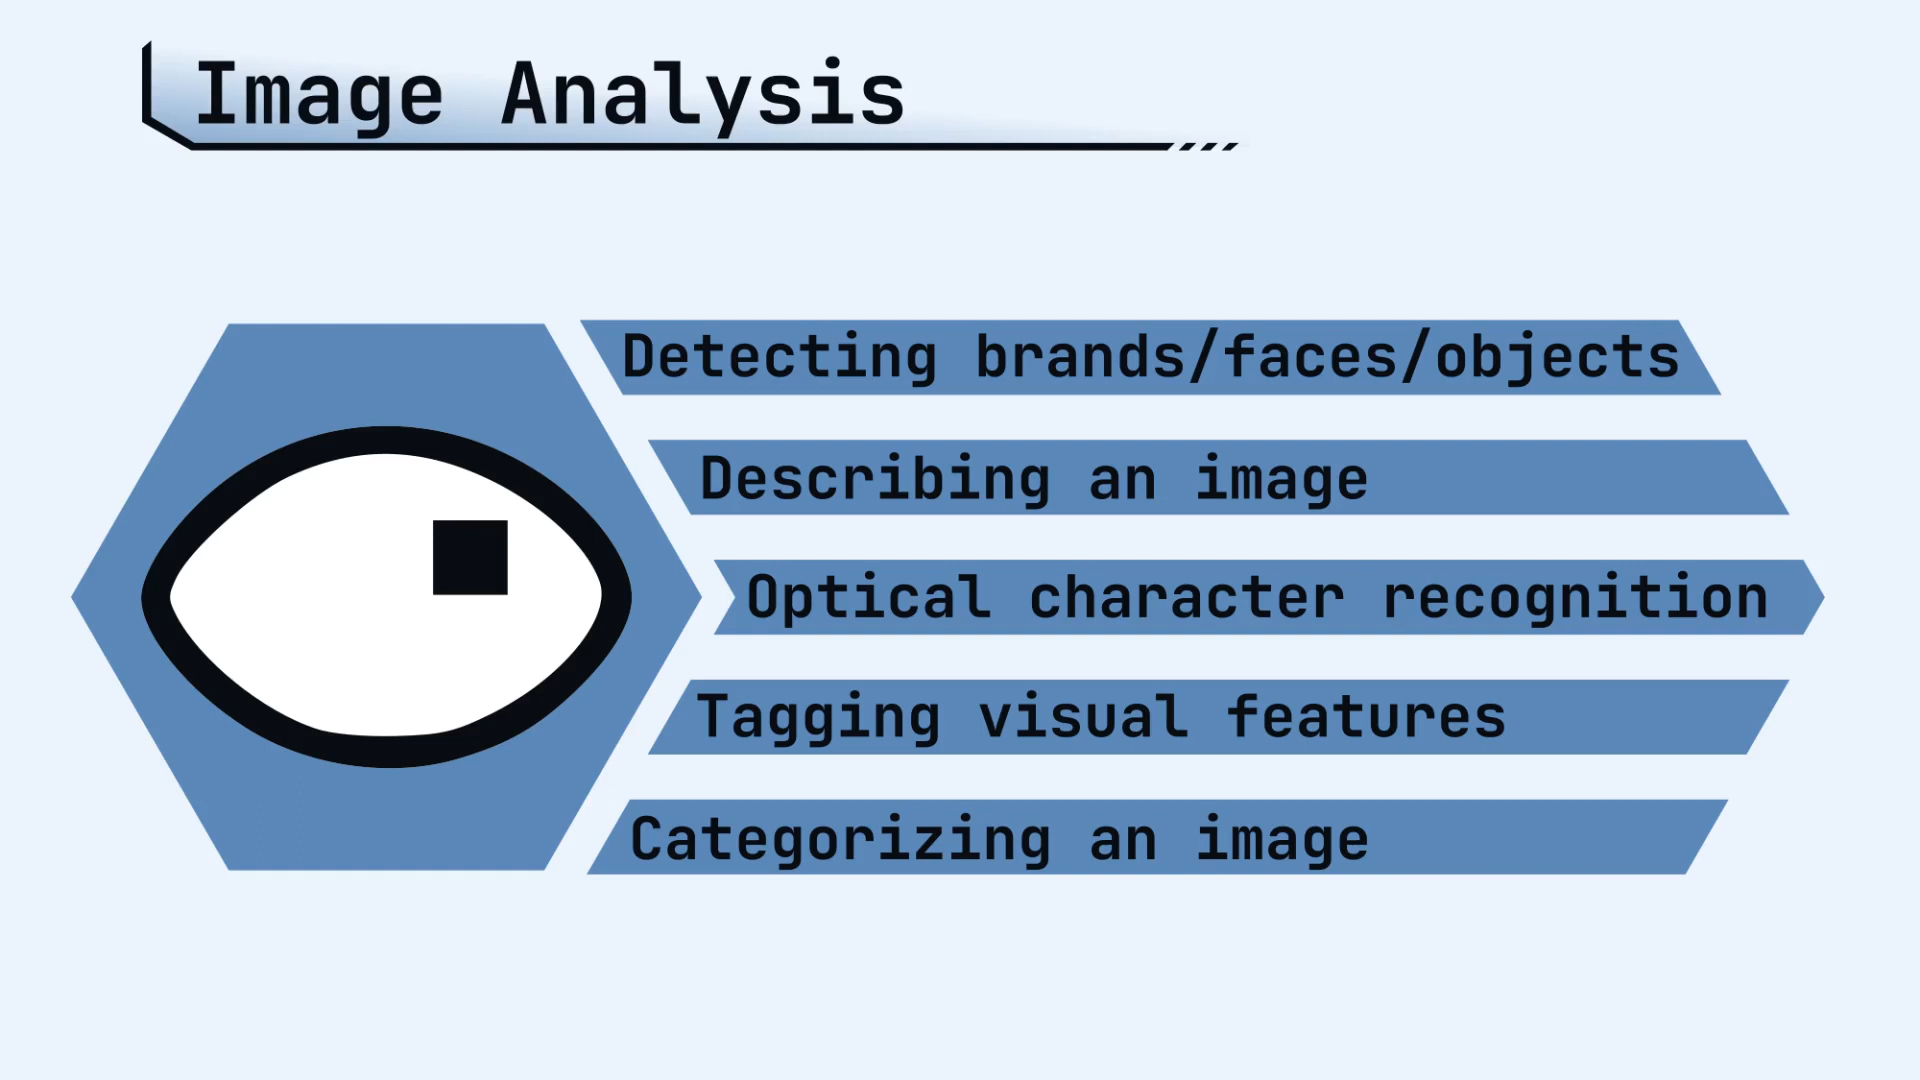 Image Analysis
Detecting brands/faces/objects
Describing an image
Optical character recognition
Tagging visual features
Categorizing an image